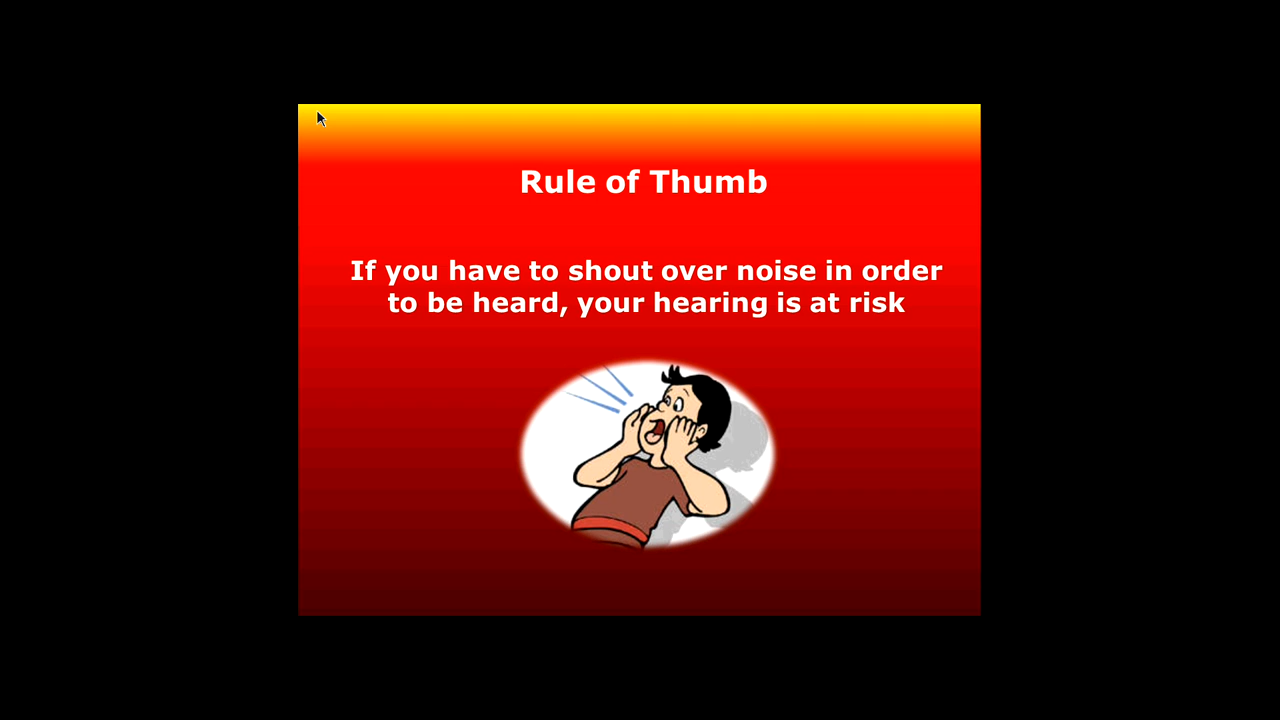 Rule of Thumb
If you have to shout over noise in order
to be heard, your hearing is at risk